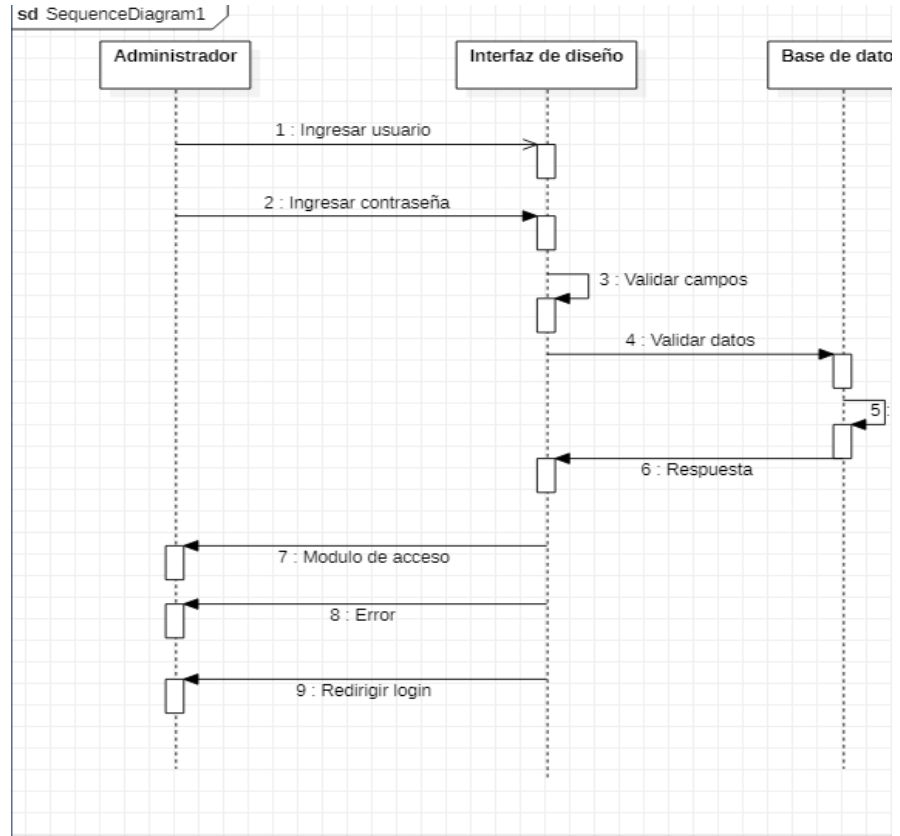 sd SequenceDiagram1
Administrador
Interfaz de diseño
Base de dato
1 : Ingresar usuario
2 : Ingresar contraseña
3 : Validar campos
4 : Validar datos
5 :
6 : Respuesta
7 : Modulo de acceso
8 : Error
9 : Redirigir login